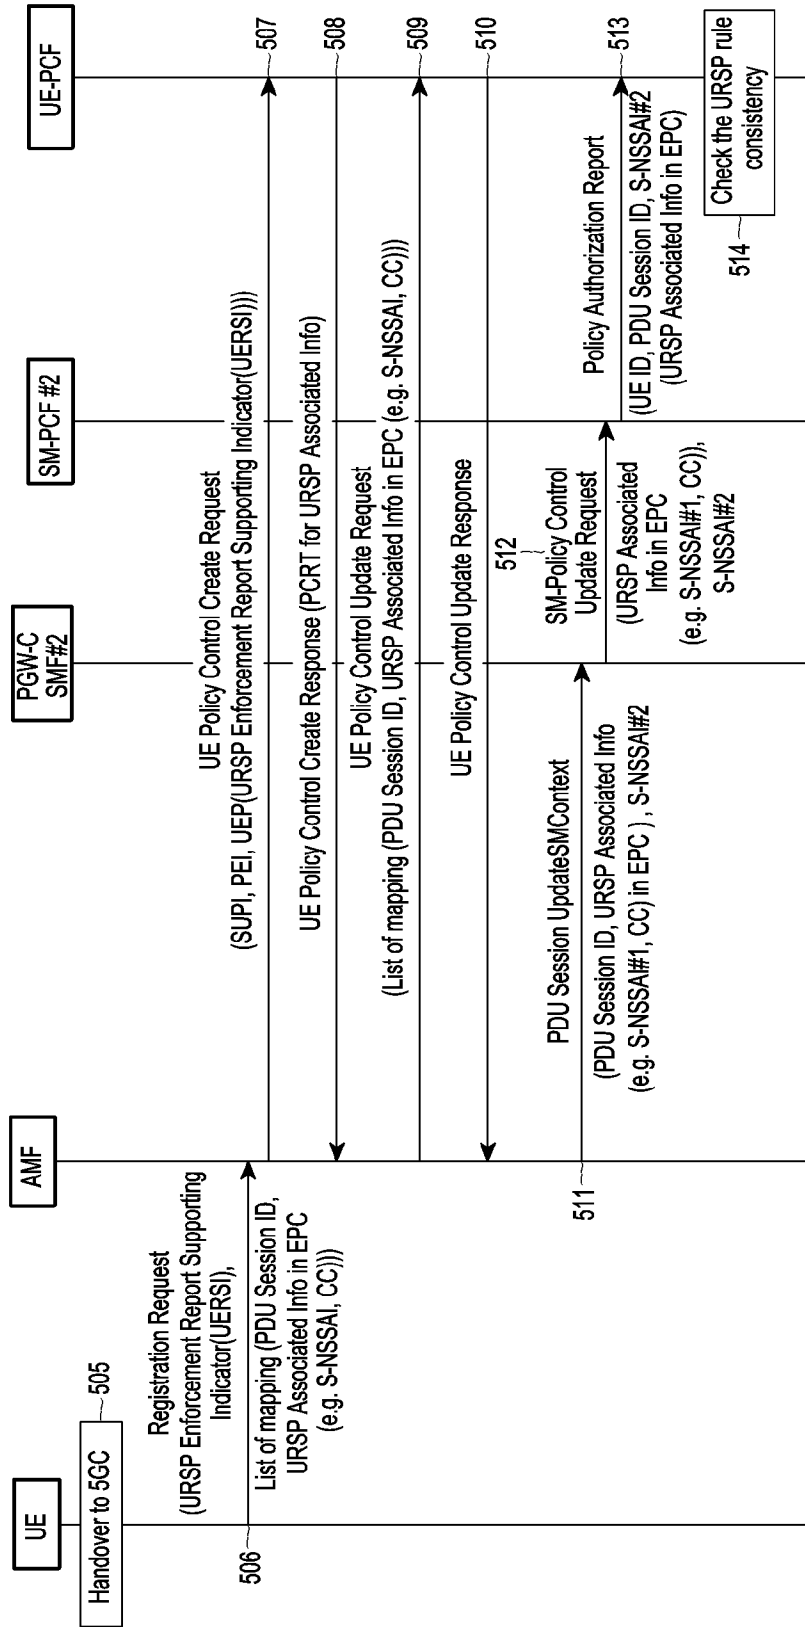 UE
AMF
PGW-C
SMF#2
SM-PCF #2
UE-PCF
Handover to 5GC
505
Registration Request
(URSP Enforcement Report Supporting
Indicator(UERSI),
List of mapping (PDU Session ID,
URSP Associated Info in EPC
(e.g. S-NSSAI, CC)))
506
UE Policy Control Create Request
(SUPI, PEI, UEP(URSP Enforcement Report Supporting Indicator(UERSI)))
507
UE Policy Control Create Response (PCRT for URSP Associated Info)
508
UE Policy Control Update Request
(List of mapping (PDU Session ID, URSP Associated Info in EPC (e.g. S-NSSAI, CC)))
509
UE Policy Control Update Response
510
PDU Session UpdateSMContext
(PDU Session ID, URSP Associated Info
(e.g. S-NSSAI#1, CC) in EPC ) , S-NSSAI#2
511
512
SM-Policy Control
Update Request
(URSP Associated
Info in EPC
(e.g. S-NSSAI#1, CC)),
S-NSSAI#2
Policy Authorization Report
(UE ID, PDU Session ID, S-NSSAI#2
(URSP Associated Info in EPC)
513
Check the URSP rule
consistency
514